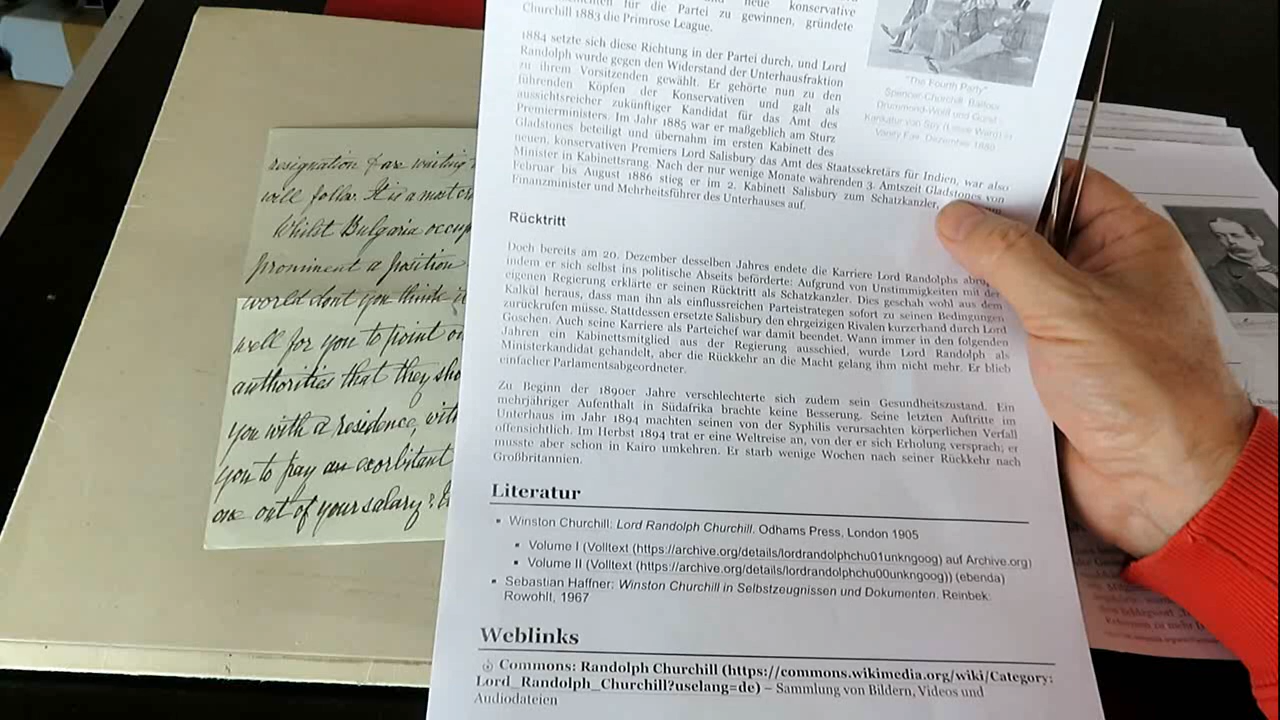 resignation & are waiting
will follow. It is a most
Whilst Bulgaria
prominent a position
world dont you think
well for you to point
authorities that they
you with a residence,
you to pay an exorbitant
one out of your salary?
für die Partei zu gewinnen, gründete
Churchill 1883 die Primrose League.
1884 setzte sich diese Richtung in der Partei durch, und Lord
Randolph wurde gegen den Widerstand der Unterhausfraktion
zu ihrem Vorsitzenden gewählt. Er gehörte nun zu den
führenden Köpfen der Konservativen und galt als
aussichtsreicher zukünftiger Kandidat für das Amt des
Premierministers. Im Jahr 1885 war er maßgeblich am Sturz
Gladstones beteiligt und übernahm im ersten Kabinett des
neuen, konservativen Premiers Lord Salisbury das Amt des Staatssekretärs für Indien, war also
Minister in Kabinettsrang. Nach der nur wenige Monate währenden 3. Amtszeit Gladstones von
Februar bis August 1886 stieg er im 2. Kabinett Salisbury zum Schatzkanzler,
Finanzminister und Mehrheitsführer des Unterhauses auf.
"The Fourth Party"
Spencer-Churchill, Balfour,
Drummond-Wolff und Gorst -
Karikatur von Spy (Leslie Ward) in
Vanity Fair, Dezember 1880
Rücktritt
Doch bereits am 20. Dezember desselben Jahres endete die Karriere Lord Randolphs abrupt,
indem er sich selbst ins politische Abseits beförderte: Aufgrund von Unstimmigkeiten mit der
eigenen Regierung erklärte er seinen Rücktritt als Schatzkanzler. Dies geschah wohl aus dem
Kalkül heraus, dass man ihn als einflussreichen Parteistrategen sofort zu seinen Bedingungen
zurückrufen müsse. Stattdessen ersetzte Salisbury den ehrgeizigen Rivalen kurzerhand durch Lord
Goschen. Auch seine Karriere als Parteichef war damit beendet. Wann immer in den folgenden
Jahren ein Kabinettsmitglied aus der Regierung ausschied, wurde Lord Randolph als
Ministerkandidat gehandelt, aber die Rückkehr an die Macht gelang ihm nicht mehr. Er blieb
einfacher Parlamentsabgeordneter.
Zu Beginn der 1890er Jahre verschlechterte sich zudem sein Gesundheitszustand. Ein
mehrjähriger Aufenthalt in Südafrika brachte keine Besserung. Seine letzten Auftritte im
Unterhaus im Jahr 1894 machten seinen von der Syphilis verursachten körperlichen Verfall
offensichtlich. Im Herbst 1894 trat er eine Weltreise an, von der er sich Erholung versprach; er
musste aber schon in Kairo umkehren. Er starb wenige Wochen nach seiner Rückkehr nach
Großbritannien.
Literatur
Winston Churchill: Lord Randolph Churchill. Odhams Press, London 1905
Volume I (Volltext (https://archive.org/details/lordrandolphchu01unkngoog) auf Archive.org)
Volume II (Volltext (https://archive.org/details/lordrandolphchu00unkngoog)) (ebenda)
Sebastian Haffner: Winston Churchill in Selbstzeugnissen und Dokumenten. Reinbek:
Rowohlt, 1967
Weblinks
Commons: Randolph Churchill (https://commons.wikimedia.org/wiki/Category:
Lord_Randolph_Churchill?uselang=de) – Sammlung von Bildern, Videos und
Audiodateien